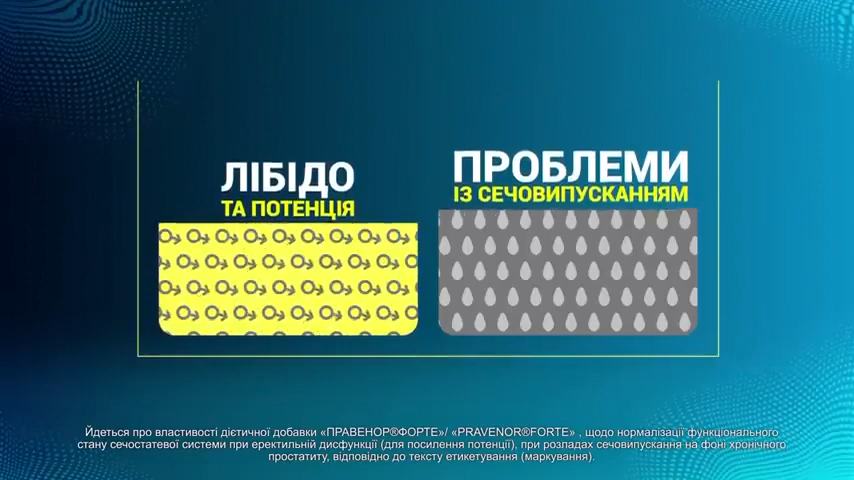 ЛІБІДО
ТА ПОТЕНЦІЯ
ПРОБЛЕМИ
ІЗ СЕЧОВИПУСКАННЯМ
Йдеться про властивості дієтичної добавки «ПРАВЕНОР®ФОРТЕ»/ «PRAVENOR®FORTE» , щодо нормалізації функціонального
стану сечостатевої системи при еректильній дисфункції (для посилення потенції), при розладах сечовипускання на фоні хронічного
простатиту, відповідно до тексту етикетування (маркування).